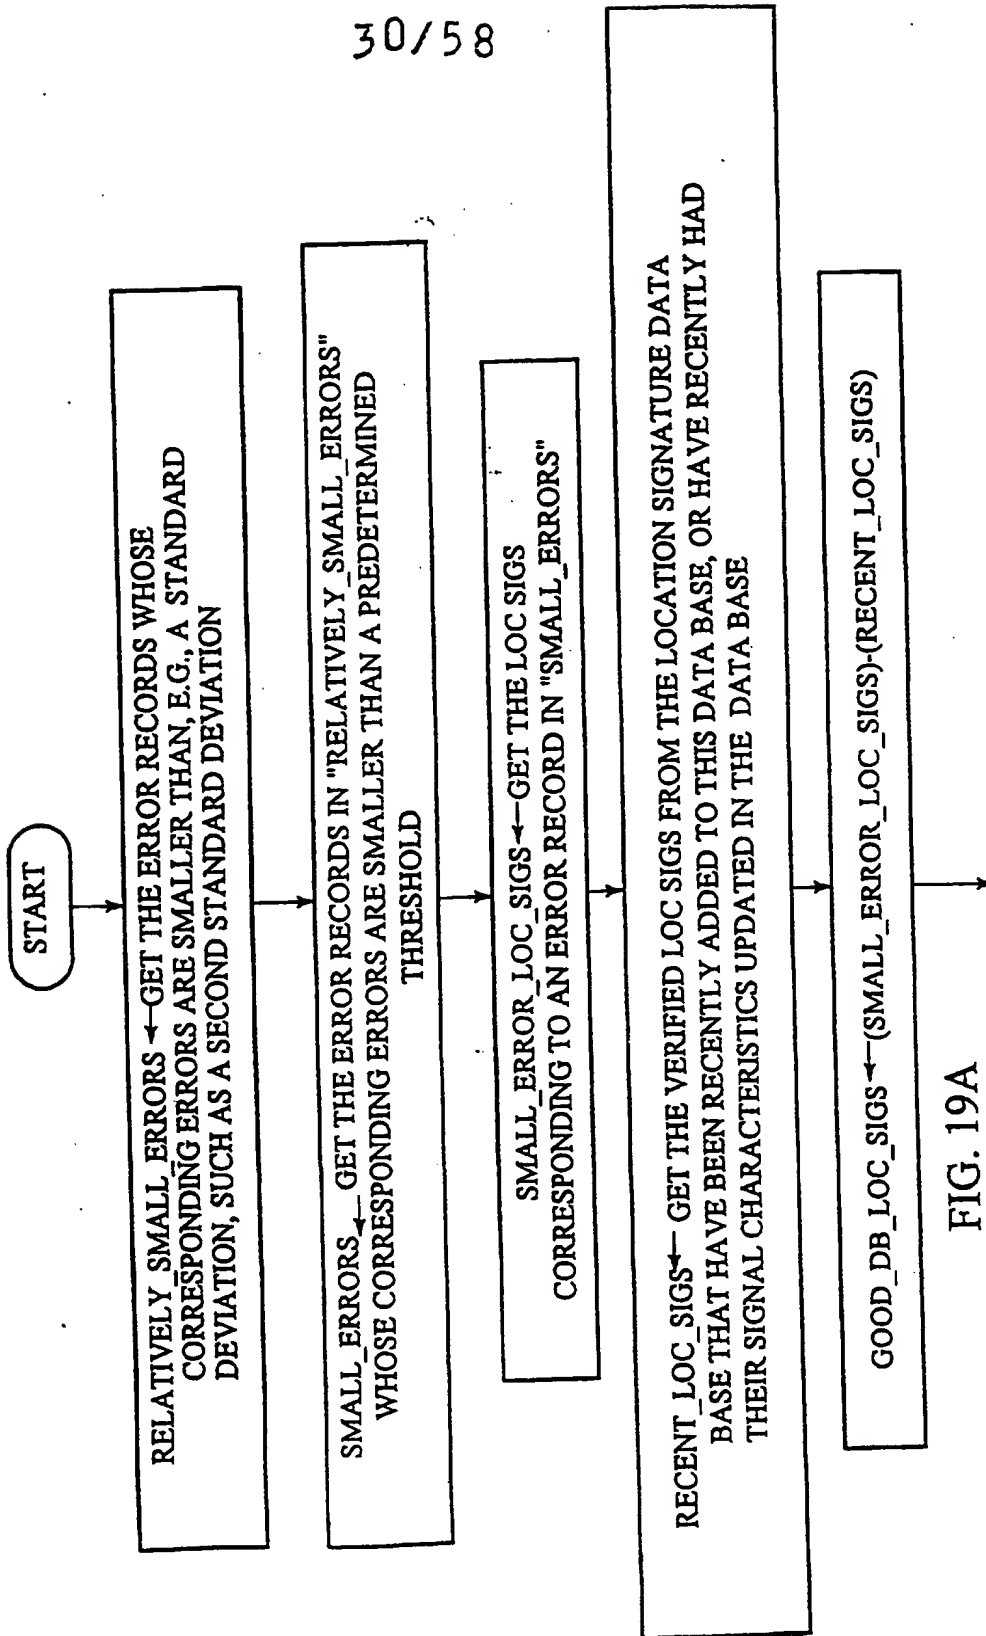 30/58
START
RELATIVELY_SMALL_ERRORS ← GET THE ERROR RECORDS WHOSE
CORRESPONDING ERRORS ARE SMALLER THAN, E.G., A STANDARD
DEVIATION, SUCH AS A SECOND STANDARD DEVIATION
SMALL_ERRORS ← GET THE ERROR RECORDS IN "RELATIVELY_SMALL_ERRORS"
WHOSE CORRESPONDING ERRORS ARE SMALLER THAN A PREDETERMINED
THRESHOLD
SMALL_ERROR_LOC_SIGS ← GET THE LOC SIGS
CORRESPONDING TO AN ERROR RECORD IN "SMALL_ERRORS"
RECENT_LOC_SIGS ← GET THE VERIFIED LOC SIGS FROM THE LOCATION SIGNATURE DATA
BASE THAT HAVE BEEN RECENTLY ADDED TO THIS DATA BASE, OR HAVE RECENTLY HAD
THEIR SIGNAL CHARACTERISTICS UPDATED IN THE DATA BASE
GOOD_DB_LOC_SIGS ← (SMALL_ERROR_LOC_SIGS)-(RECENT_LOC_SIGS)
FIG. 19A